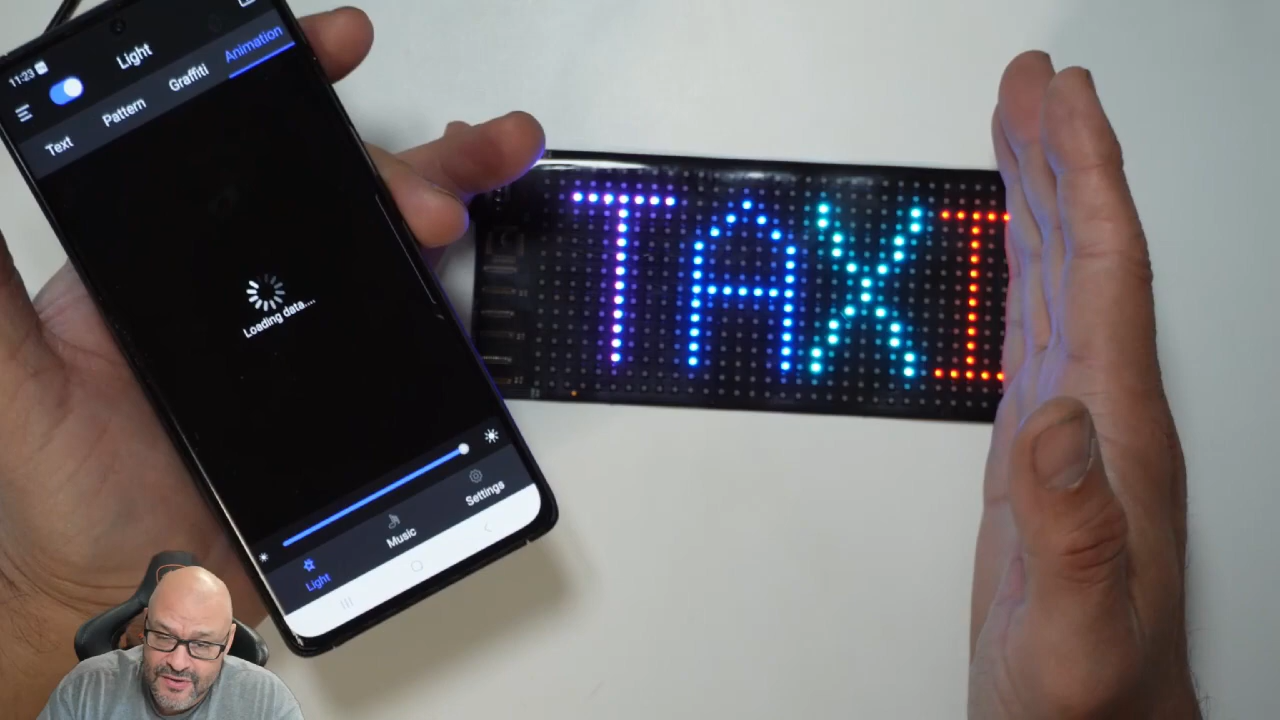 11:23
Light
Text Pattern Graffiti Animation
Loading data....
Light Music Settings
TAXI